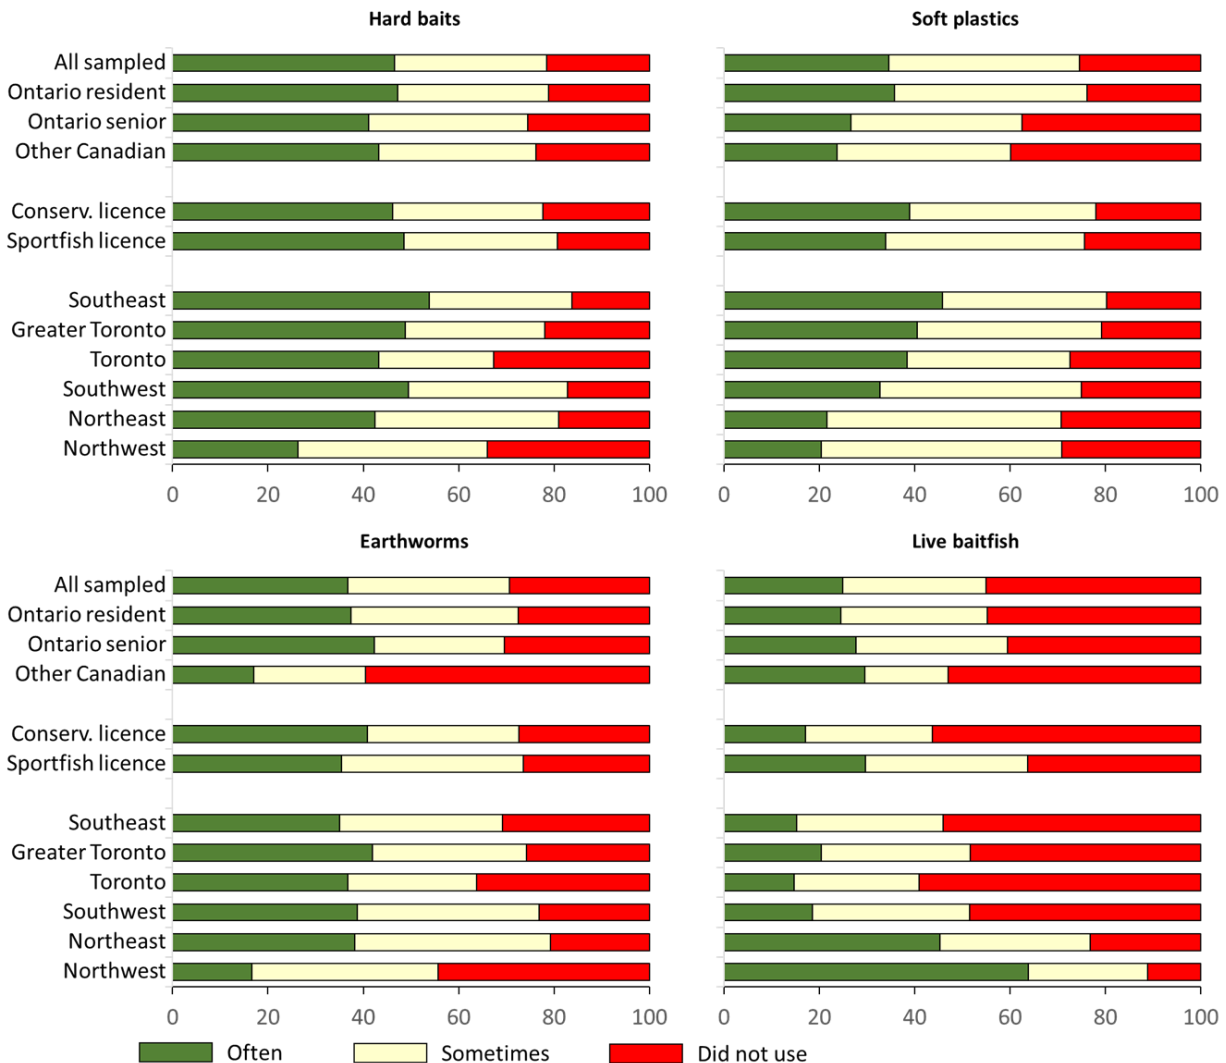 Hard baits
Soft plastics
All sampled
Ontario resident
Ontario senior
Other Canadian
Conserv. licence
Sportfish licence
Southeast
Greater Toronto
Toronto
Southwest
Northeast
Northwest
0 20 40 60 80 100
0 20 40 60 80 100
Earthworms
Live baitfish
All sampled
Ontario resident
Ontario senior
Other Canadian
Conserv. licence
Sportfish licence
Southeast
Greater Toronto
Toronto
Southwest
Northeast
Northwest
0 20 40 60 80 100
0 20 40 60 80 100
Often Sometimes Did not use